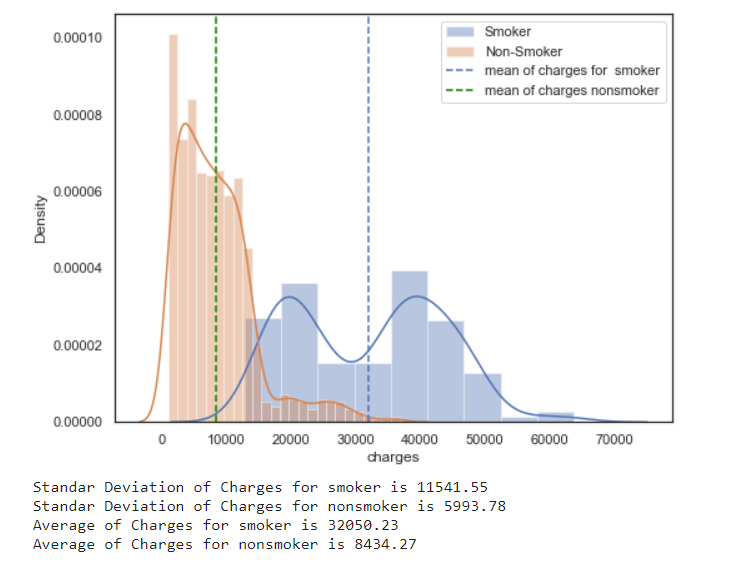 Smoker
Non-Smoker
mean of charges for  smoker
mean of charges nonsmoker
Density
0.00010
0.00008
0.00006
0.00004
0.00002
0.00000
0 10000 20000 30000 40000 50000 60000 70000
charges
Standar Deviation of Charges for smoker is 11541.55
Standar Deviation of Charges for nonsmoker is 5993.78
Average of Charges for smoker is 32050.23
Average of Charges for nonsmoker is 8434.27